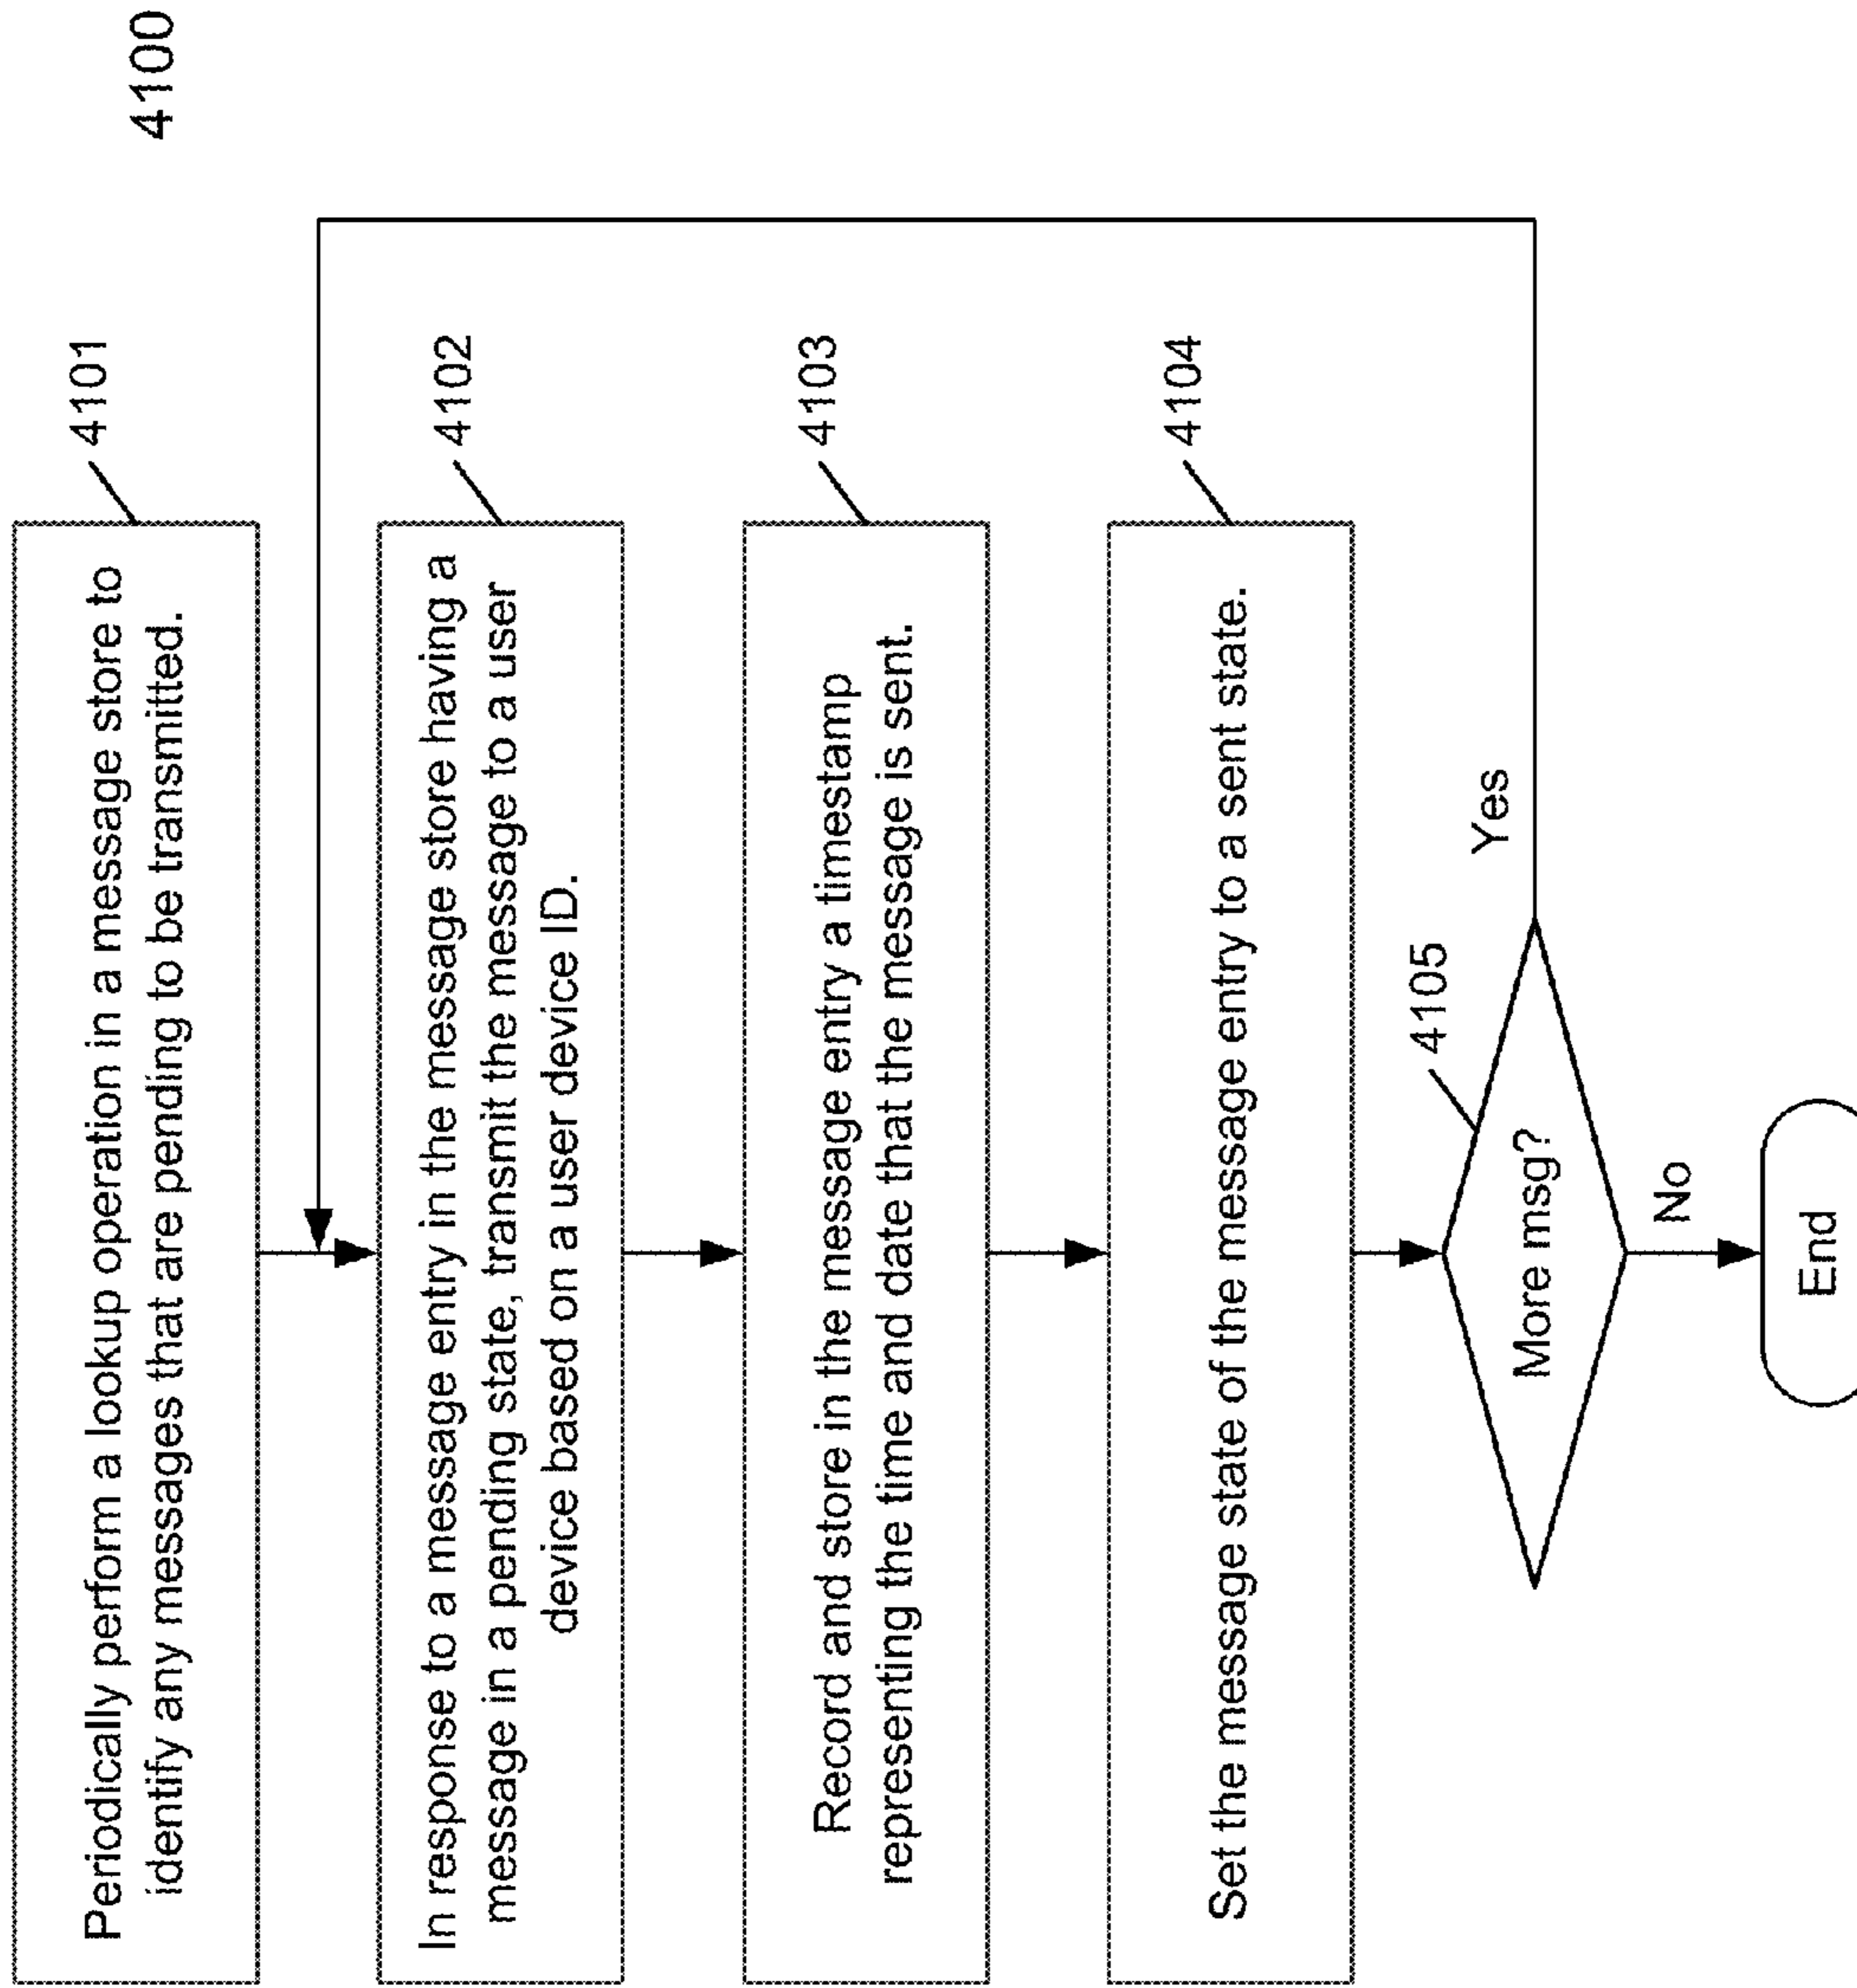 4100
4101
Periodically perform a lookup operation in a message store to
identify any messages that are pending to be transmitted.
4102
In response to a message entry in the message store having a
message in a pending state, transmit the message to a user
device based on a user device ID.
4103
Record and store in the message entry a timestamp
representing the time and date that the message is sent.
4104
Set the message state of the message entry to a sent state.
4105
More msg?
Yes
No
End